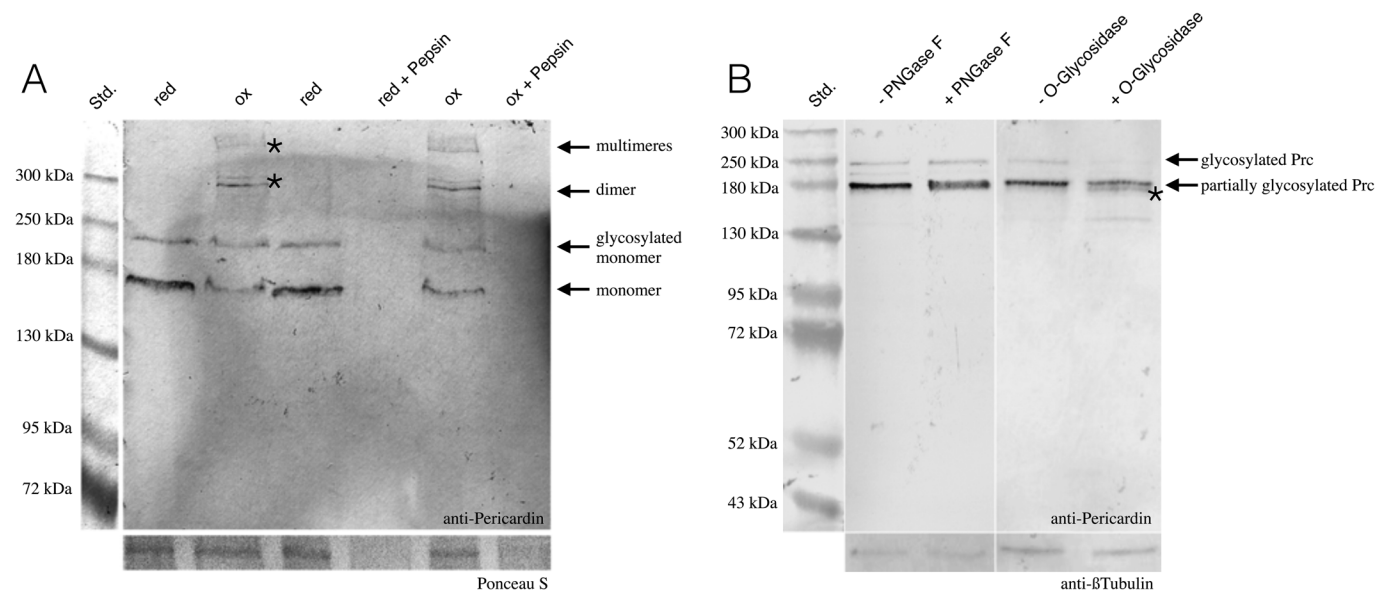 A
Std.
red
ox
red
red + Pepsin
ox
ox + Pepsin
300 kDa
250 kDa
180 kDa
130 kDa
95 kDa
72 kDa
*
*
multimeres
dimer
glycosylated
monomer
monomer
anti-Pericardin
Ponceau S
B
Std.
- PNGase F
+ PNGase F
- O-Glycosidase
+ O-Glycosidase
300 kDa
250 kDa
180 kDa
130 kDa
95 kDa
72 kDa
52 kDa
43 kDa
glycosylated Prc
partially glycosylated Prc
*
anti-Pericardin
anti-ßTubulin